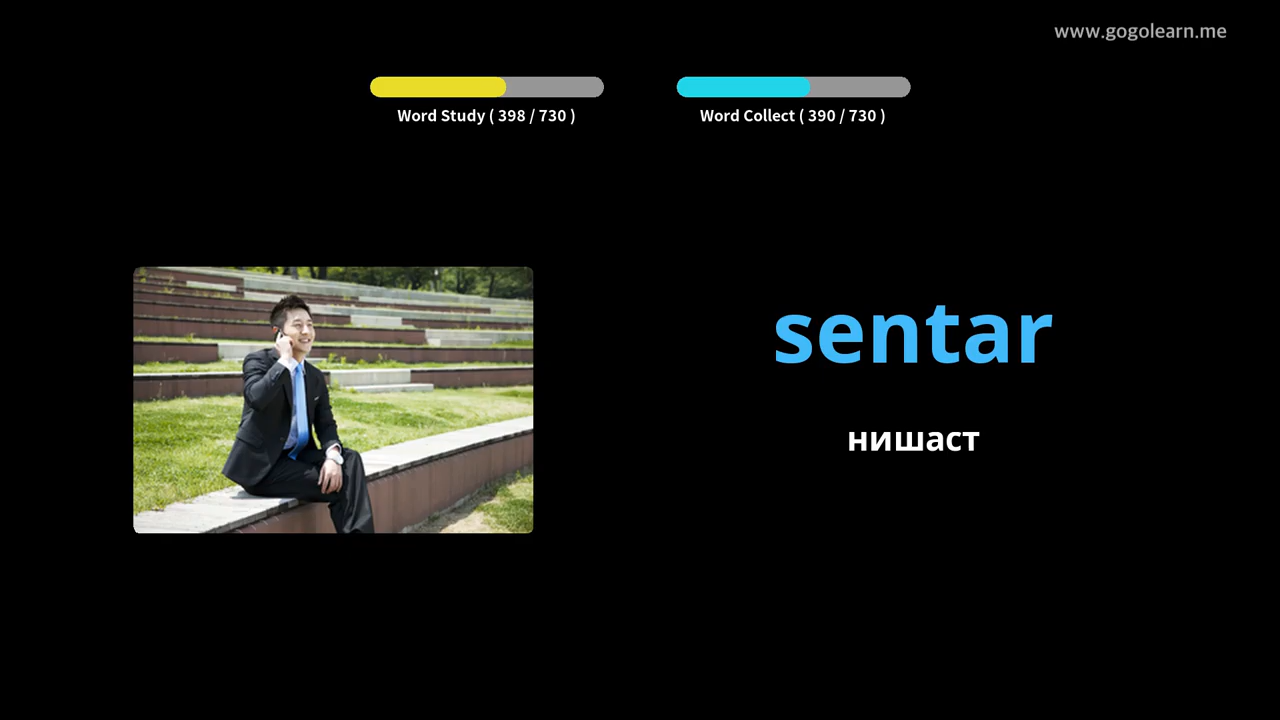 www.gogolearn.me
Word Study ( 398 / 730 )
Word Collect ( 390 / 730 )
sentar
нишаст